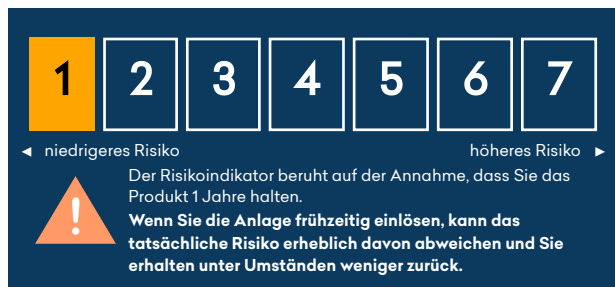 1 2 3 4 5 6 7
◄ niedrigeres Risiko höheres Risiko ►
Der Risikoindikator beruht auf der Annahme, dass Sie das
Produkt 1 Jahre halten.
Wenn Sie die Anlage frühzeitig einlösen, kann das
tatsächliche Risiko erheblich davon abweichen und Sie
erhalten unter Umständen weniger zurück.